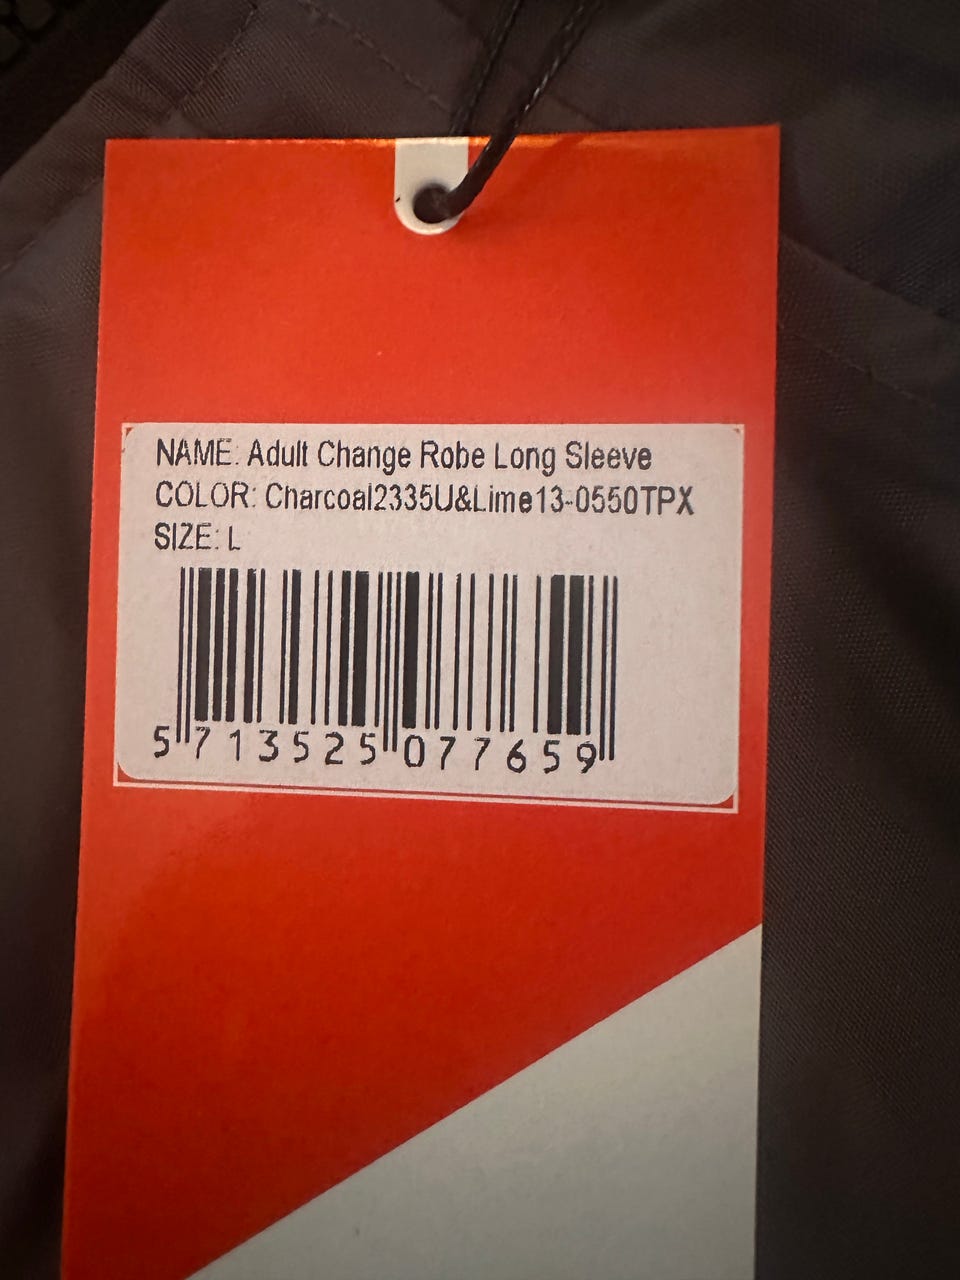 NAME: Adult Change Robe Long Sleeve
COLOR: Charcoal2335U&Lime13-0550TPX
SIZE: L
5 713525 077659